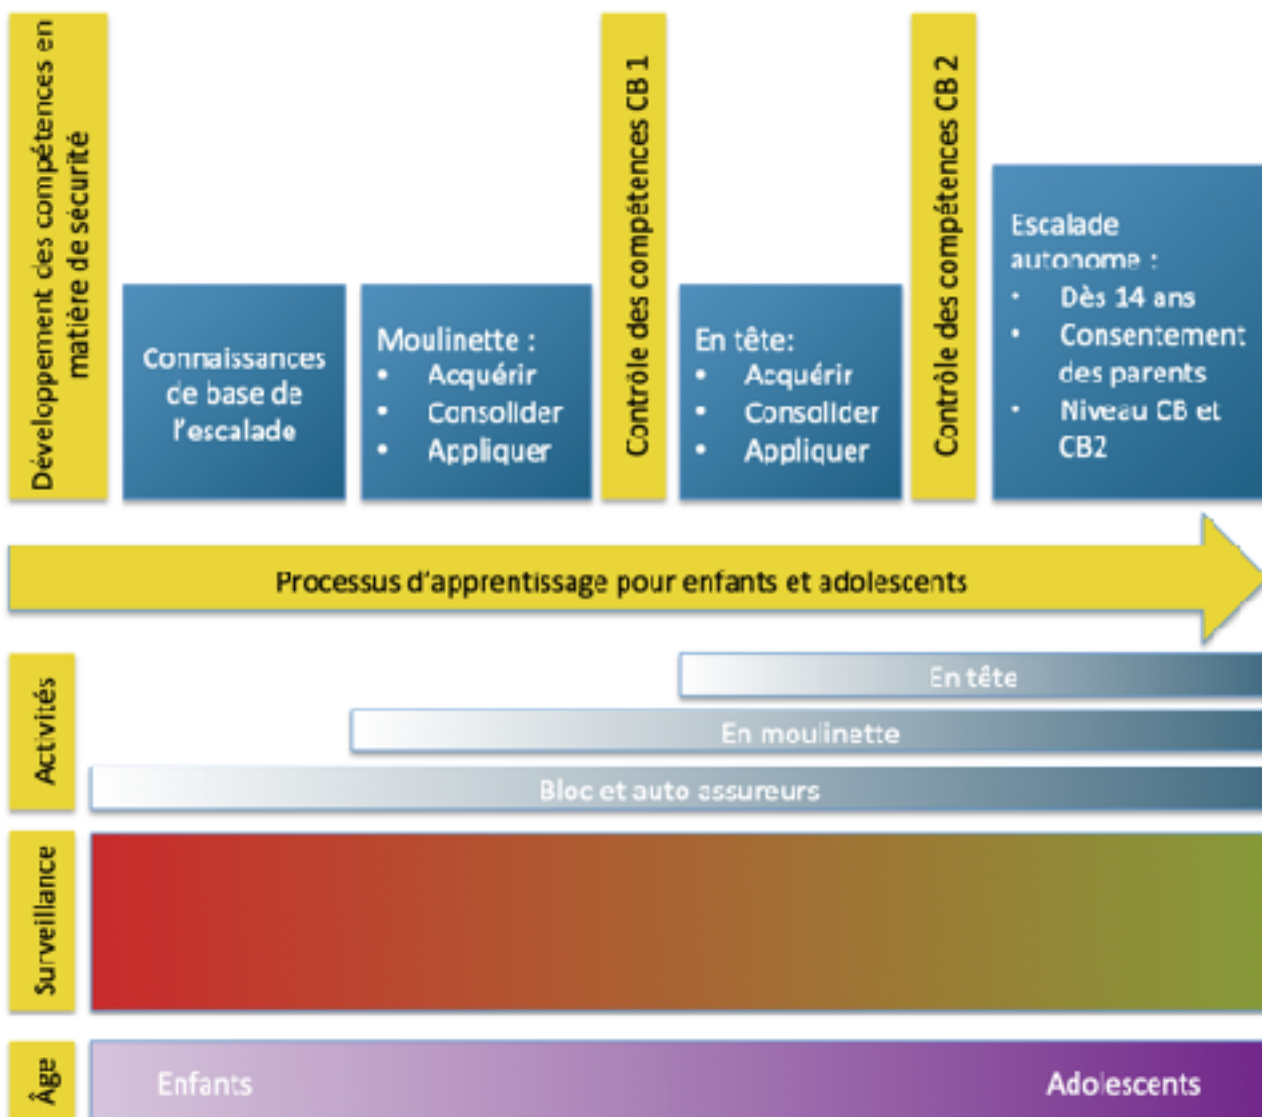 Développement des compétences en
matière de sécurité
Connaissances
de base de
l'escalade
Moulinette :
• Acquérir
• Consolider
• Appliquer
Contrôle des compétences CB 1
En tête:
• Acquérir
• Consolider
• Appliquer
Contrôle des compétences CB 2
Escalade
autonome :
• Dès 14 ans
• Consentement
des parents
• Niveau CB et
CB2
Processus d'apprentissage pour enfants et adolescents
Activités
En tête
En moulinette
Bloc et auto assureurs
Surveillance
Âge
Enfants
Adolescents